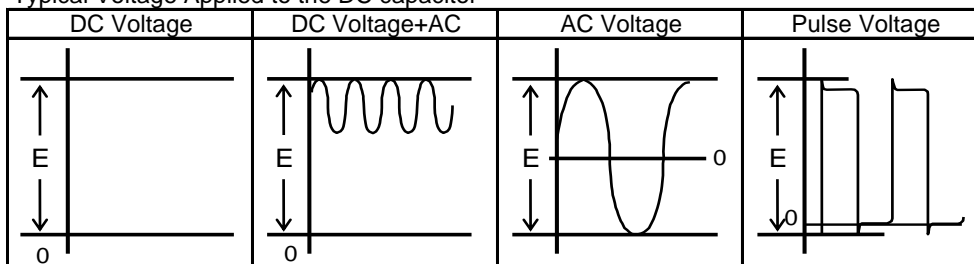 Typical Voltage Applied to the DC capacitor
DC Voltage DC Voltage+AC AC Voltage Pulse Voltage
E E E E
0 0
0 0